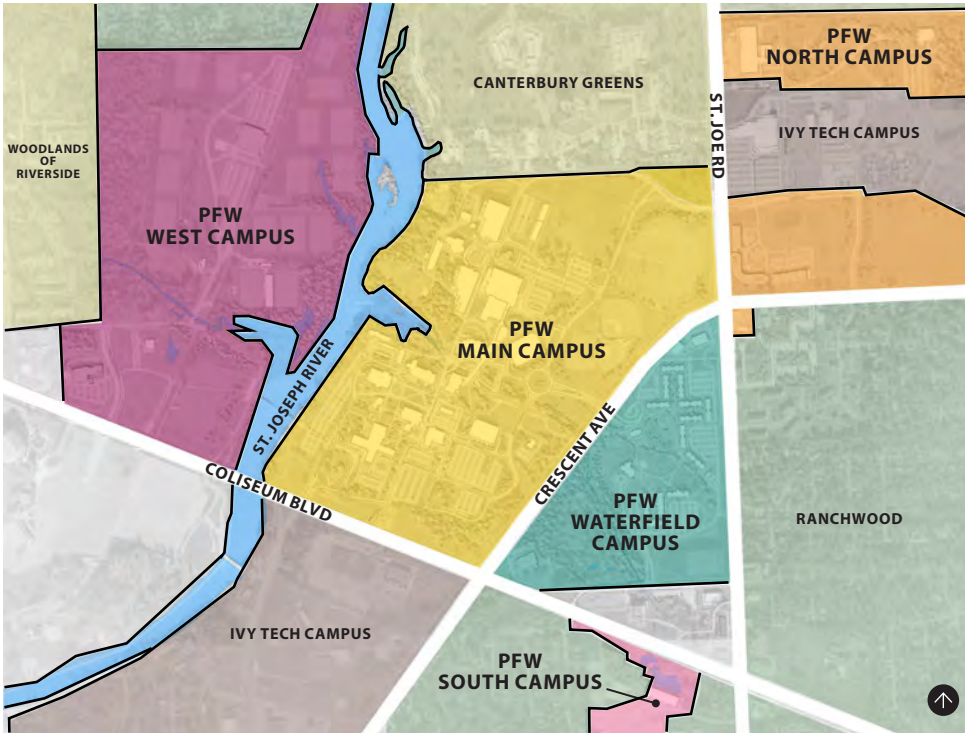 PFW
NORTH CAMPUS
CANTERBURY GREENS
ST. JOE RD
IVY TECH CAMPUS
WOODLANDS
OF
RIVERSIDE
PFW
WEST CAMPUS
PFW
MAIN CAMPUS
ST. JOSEPH RIVER
CRESCENT AVE
COLISEUM BLVD
PFW
WATERFIELD
CAMPUS
RANCHWOOD
IVY TECH CAMPUS
PFW
SOUTH CAMPUS